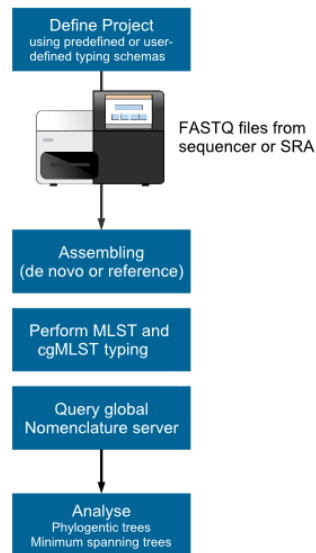 Define Project
using predefined or user-
defined typing schemas
FASTQ files from
sequencer or SRA
Assembling
(de novo or reference)
Perform MLST and
cgMLST typing
Query global
Nomenclature server
Analyse
Phylogentic trees
Minimum spanning trees